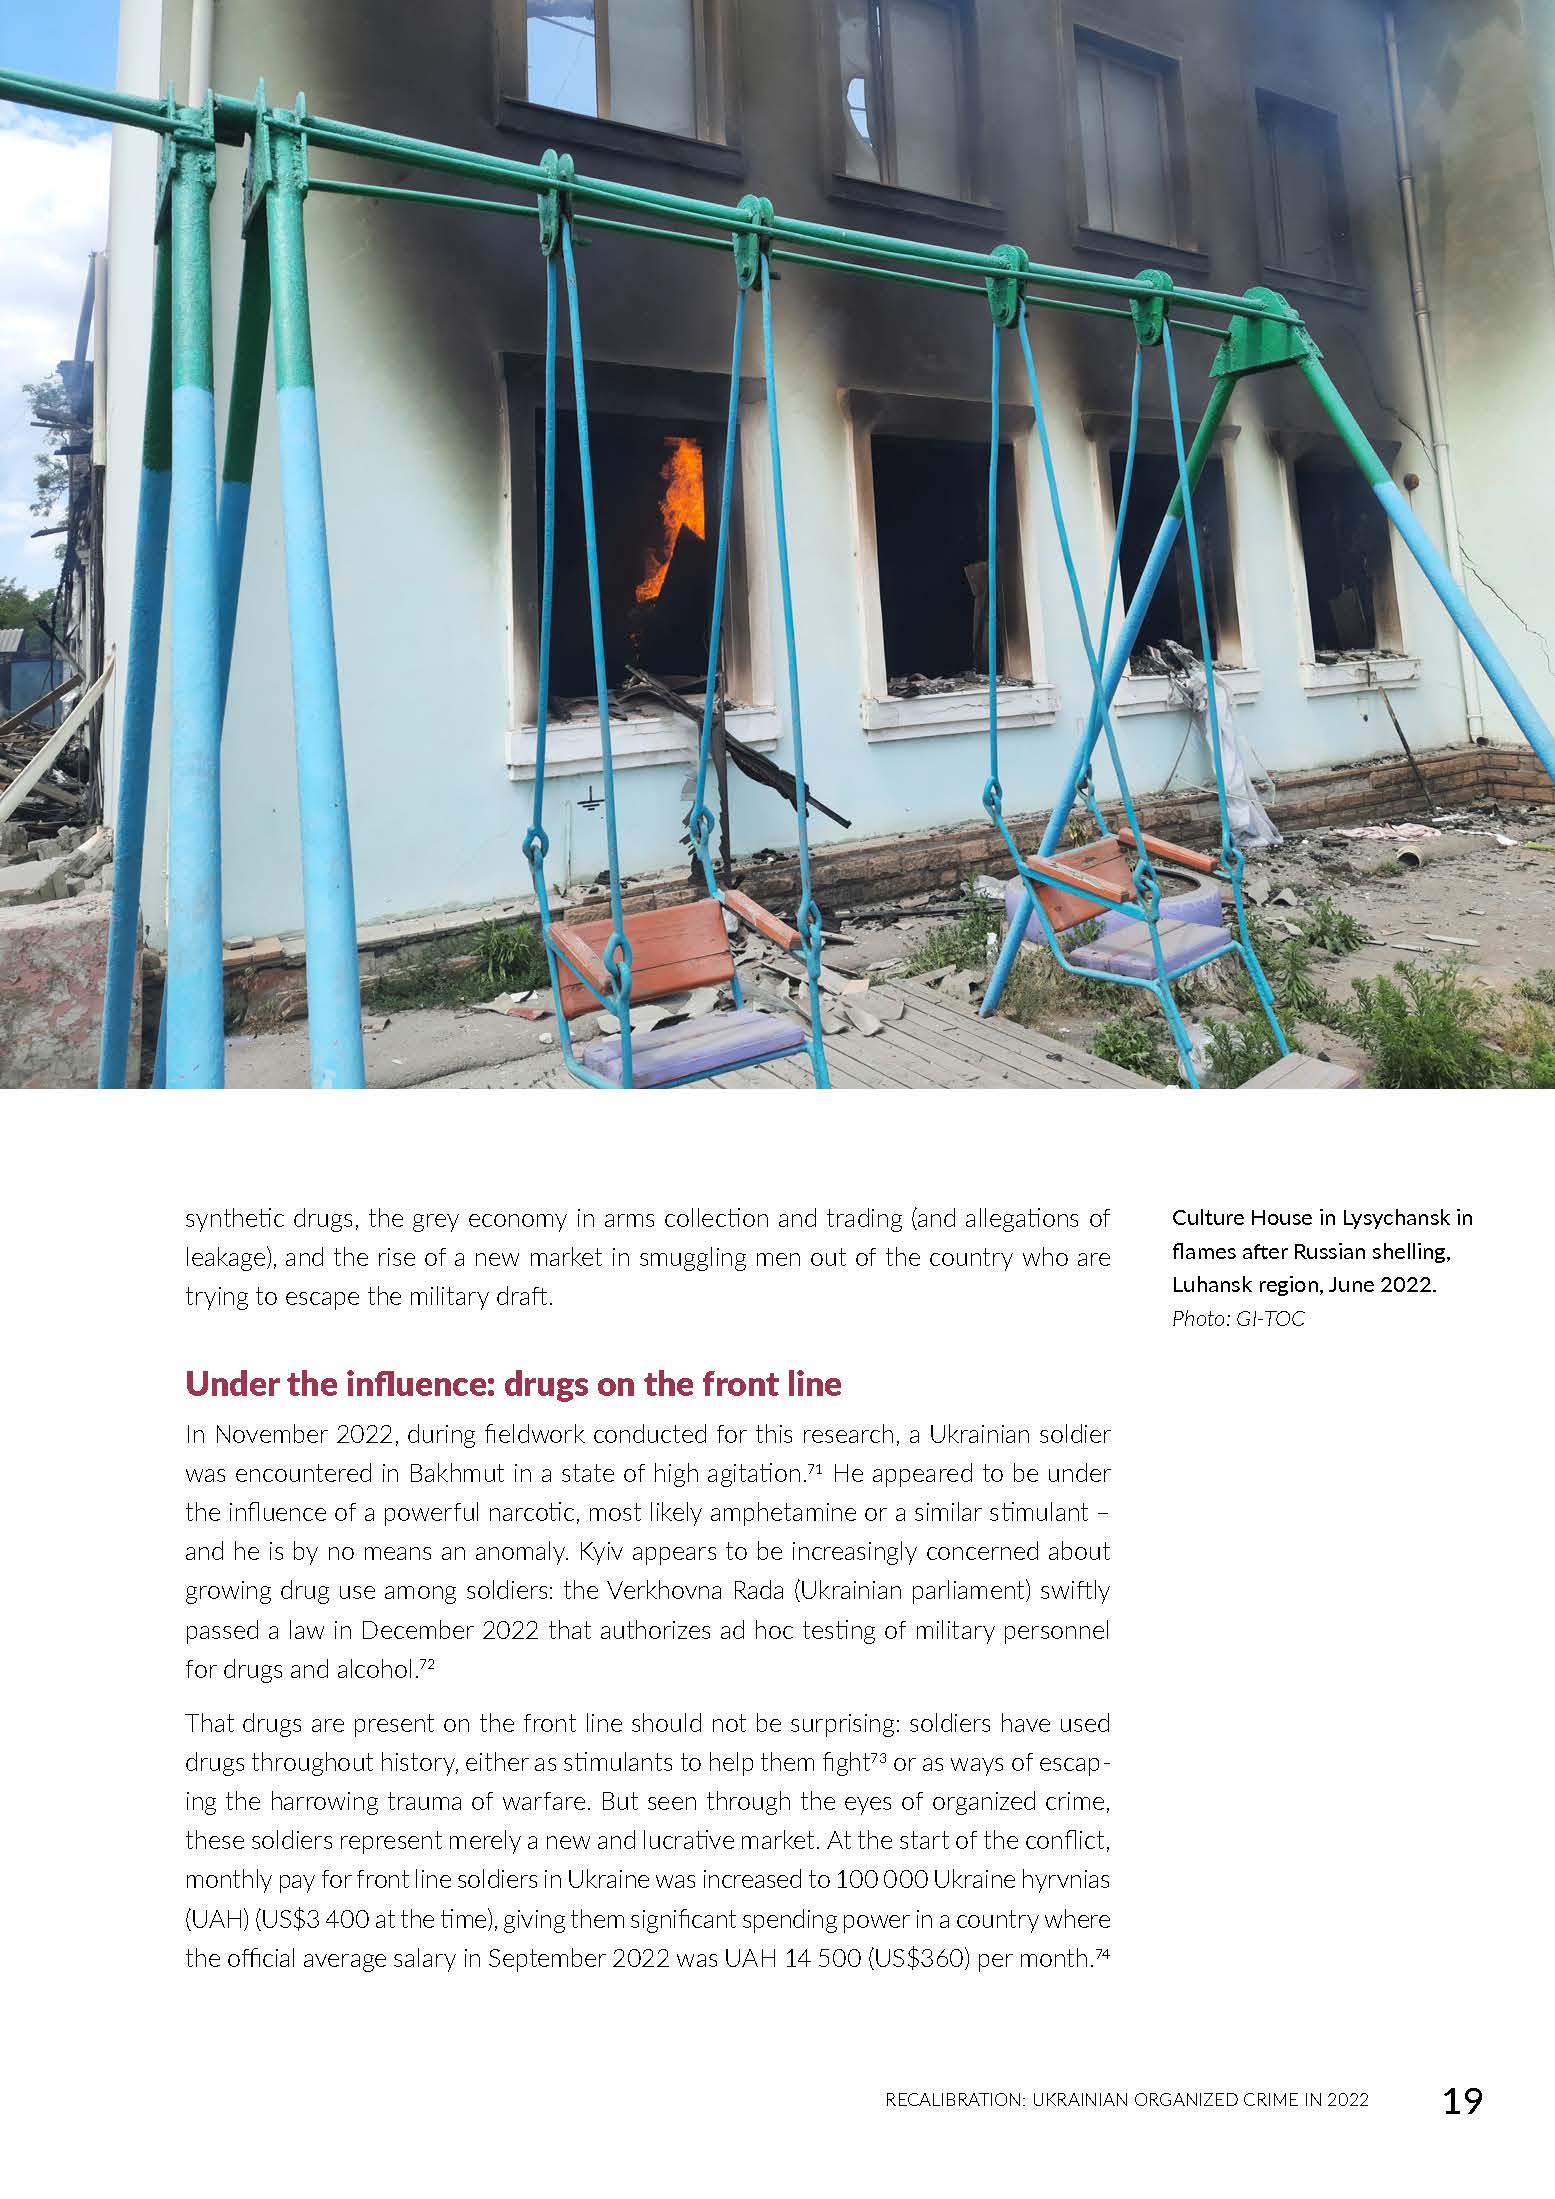 synthetic drugs, the grey economy in arms collection and trading (and allegations of
leakage), and the rise of a new market in smuggling men out of the country who are
trying to escape the military draft.
Culture House in Lysychansk in
flames after Russian shelling,
Luhansk region, June 2022.
Photo: GI-TOC
Under the influence: drugs on the front line
In November 2022, during fieldwork conducted for this research, a Ukrainian soldier
was encountered in Bakhmut in a state of high agitation.71 He appeared to be under
the influence of a powerful narcotic, most likely amphetamine or a similar stimulant –
and he is by no means an anomaly. Kyiv appears to be increasingly concerned about
growing drug use among soldiers: the Verkhovna Rada (Ukrainian parliament) swiftly
passed a law in December 2022 that authorizes ad hoc testing of military personnel
for drugs and alcohol.72
That drugs are present on the front line should not be surprising: soldiers have used
drugs throughout history, either as stimulants to help them fight73 or as ways of escap-
ing the harrowing trauma of warfare. But seen through the eyes of organized crime,
these soldiers represent merely a new and lucrative market. At the start of the conflict,
monthly pay for front line soldiers in Ukraine was increased to 100 000 Ukraine hyrvnias
(UAH) (US$3 400 at the time), giving them significant spending power in a country where
the official average salary in September 2022 was UAH 14 500 (US$360) per month.74
RECALIBRATION: UKRAINIAN ORGANIZED CRIME IN 2022
19